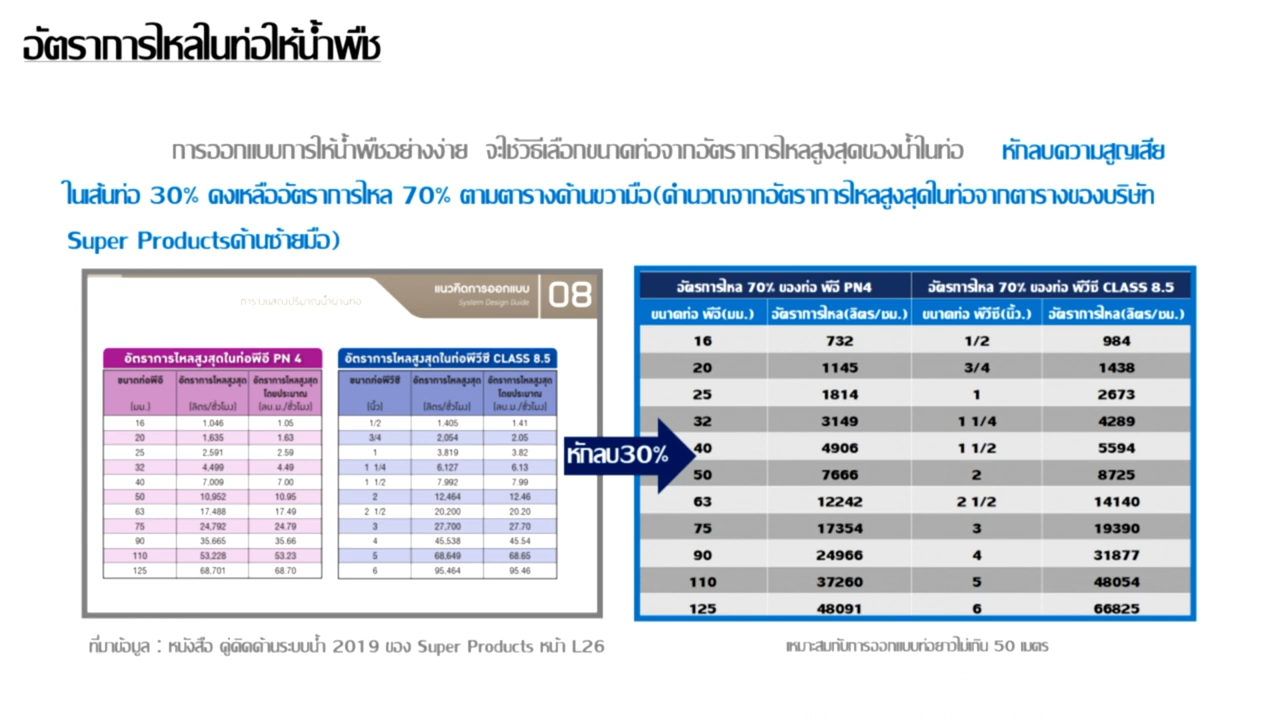 อัตราการไหลในท่อให้น้ำพืช
การออกแบบการให้น้ำพืชอย่างง่าย จะใช้วิธีเลือกขนาดท่อจากอัตราการไหลสูงสุดของน้ำในท่อ หักลบความสูญเสีย
ในเส้นท่อ 30% คงเหลืออัตราการไหล 70% ตามตารางด้านขวามือ(คำนวณจากอัตราการไหลสูงสุดในท่อจากตารางของบริษัท
Super Productsด้านซ้ายมือ)
ตารางแสดงปริมาณน้ำผ่านท่อ
แนวคิดการออกแบบ
System Design Guide
08
อัตราการไหลสูงสุดในท่อพีอี PN 4
ขนาดท่อพีอี อัตราการไหลสูงสุด อัตราการไหลสูงสุด
โดยประมาณ
(มม.) (ลิตร/ชั่วโมง) (ลบ.ม./ชั่วโมง)
16 1,046 1.05
20 1,635 1.63
25 2,591 2.59
32 4,499 4.49
40 7,009 7.00
50 10,952 10.95
63 17,488 17.49
75 24,792 24.79
90 35,665 35.66
110 53,228 53.23
125 68,701 68.70
อัตราการไหลสูงสุดในท่อพีวีซี CLASS 8.5
ขนาดท่อพีวีซี อัตราการไหลสูงสุด อัตราการไหลสูงสุด
โดยประมาณ
(นิ้ว) (ลิตร/ชั่วโมง) (ลบ.ม./ชั่วโมง)
1/2 1,405 1.41
3/4 2,054 2.05
1 3,819 3.82
1 1/4 6,127 6.13
1 1/2 7,992 7.99
2 12,464 12.46
2 1/2 20,200 20.20
3 27,700 27.70
4 45,538 45.54
5 68,649 68.65
6 95,464 95.46
หักลบ30%
อัตรการไหล 70% ของท่อ พีอี PN4 อัตรการไหล 70% ของท่อ พีวีซี CLASS 8.5
ขนาดท่อ พีอี(มม.) อัตาราการไหล(ลิตร/ชม.) ขนาดท่อ พีวีซี(นิ้ว.) อัตาราการไหล(ลิตร/ชม.)
16 732 1/2 984
20 1145 3/4 1438
25 1814 1 2673
32 3149 1 1/4 4289
40 4906 1 1/2 5594
50 7666 2 8725
63 12242 2 1/2 14140
75 17354 3 19390
90 24966 4 31877
110 37260 5 48054
125 48091 6 66825
ที่มาข้อมูล : หนังสือ คู่คิดด้านระบบน้ำ 2019 ของ Super Products หน้า L26
เหมาะสมกับการออกแบบท่อยาวไม่เกิน 50 เมตร